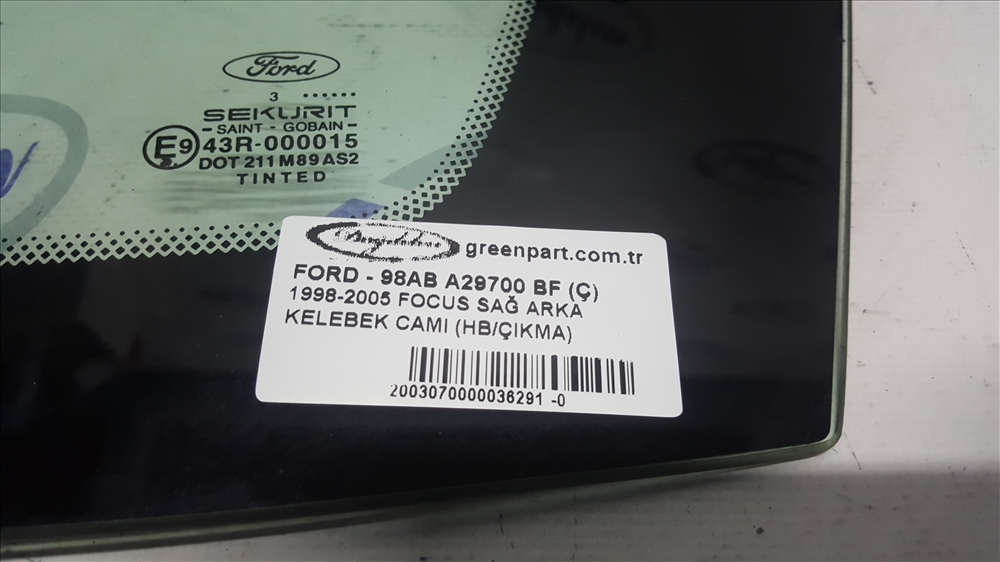 Ford
3
SEKURIT
- SAINT - GOBAIN -
E9 43R-000015
DOT 211 M89 AS2
TINTED
greenpart.com.tr
FORD - 98AB A29700 BF (Ç)
1998-2005 FOCUS SAĞ ARKA
KELEBEK CAMI (HB/ÇIKMA)
2003070000036291 -0